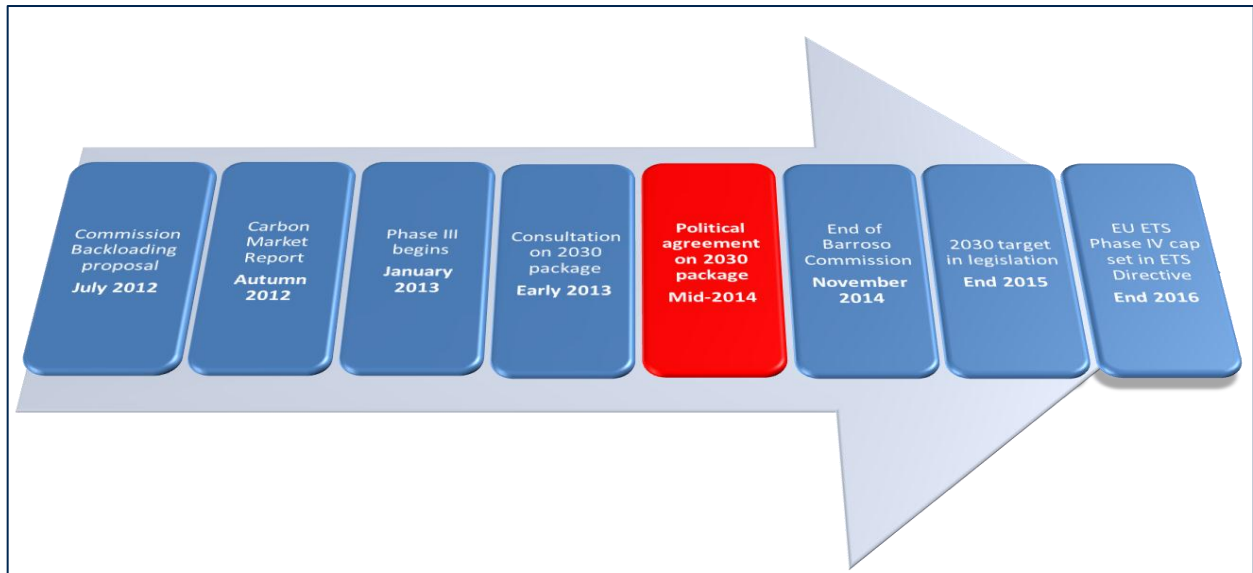 Commission
Backloading
proposal
July 2012
Carbon
Market
Report
Autumn
2012
Phase III
begins
January
2013
Consultation
on 2030
package
Early 2013
Political
agreement
on 2030
package
Mid-2014
End of
Barroso
Commission
November
2014
2030 target
in legislation
End 2015
EU ETS
Phase IV cap
set in ETS
Directive
End 2016